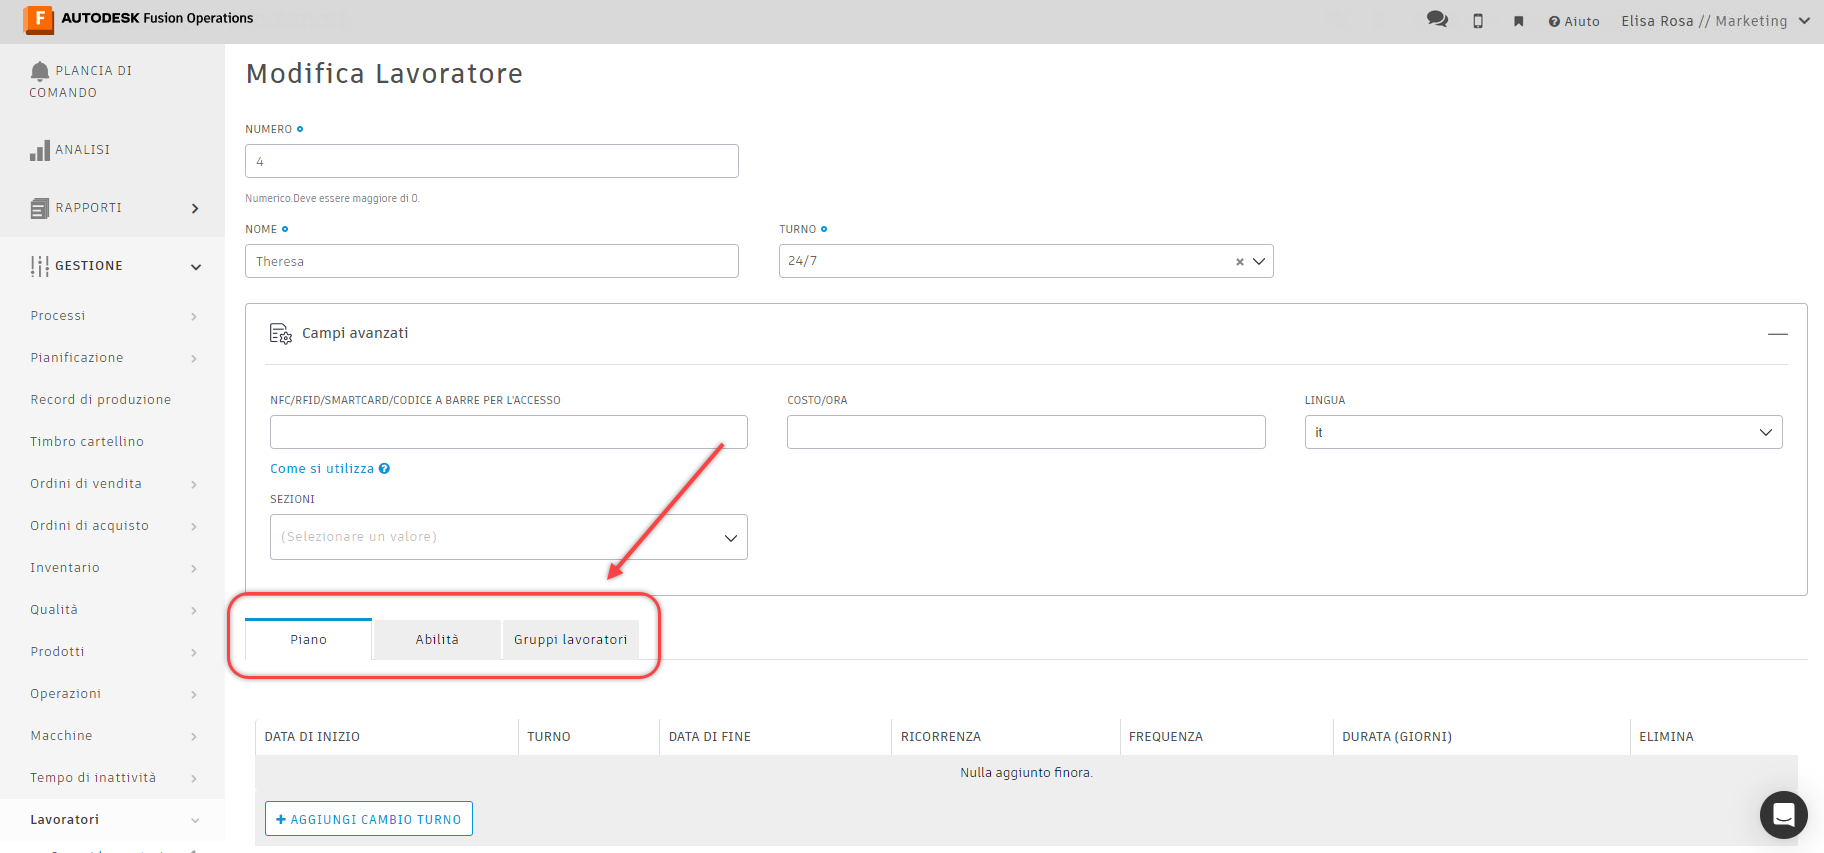 F AUTODESK Fusion Operations
Aiuto
Elisa Rosa // Marketing
PLANCIA DI
COMANDO
ANALISI
RAPPORTI
GESTIONE
Processi
Pianificazione
Record di produzione
Timbro cartellino
Ordini di vendita
Ordini di acquisto
Inventario
Qualità
Prodotti
Operazioni
Macchine
Tempo di inattività
Lavoratori
Modifica Lavoratore
NUMERO
4
Numerico.Deve essere maggiore di 0.
NOME
Theresa
TURNO
24/7
Campi avanzati
NFC/RFID/SMARTCARD/CODICE A BARRE PER L'ACCESSO
COSTO/ORA
LINGUA
it
Come si utilizza
SEZIONI
(Selezionare un valore)
Piano
Abilità
Gruppi lavoratori
DATA DI INIZIO
TURNO
DATA DI FINE
RICORRENZA
FREQUENZA
DURATA (GIORNI)
ELIMINA
Nulla aggiunto finora.
+ AGGIUNGI CAMBIO TURNO